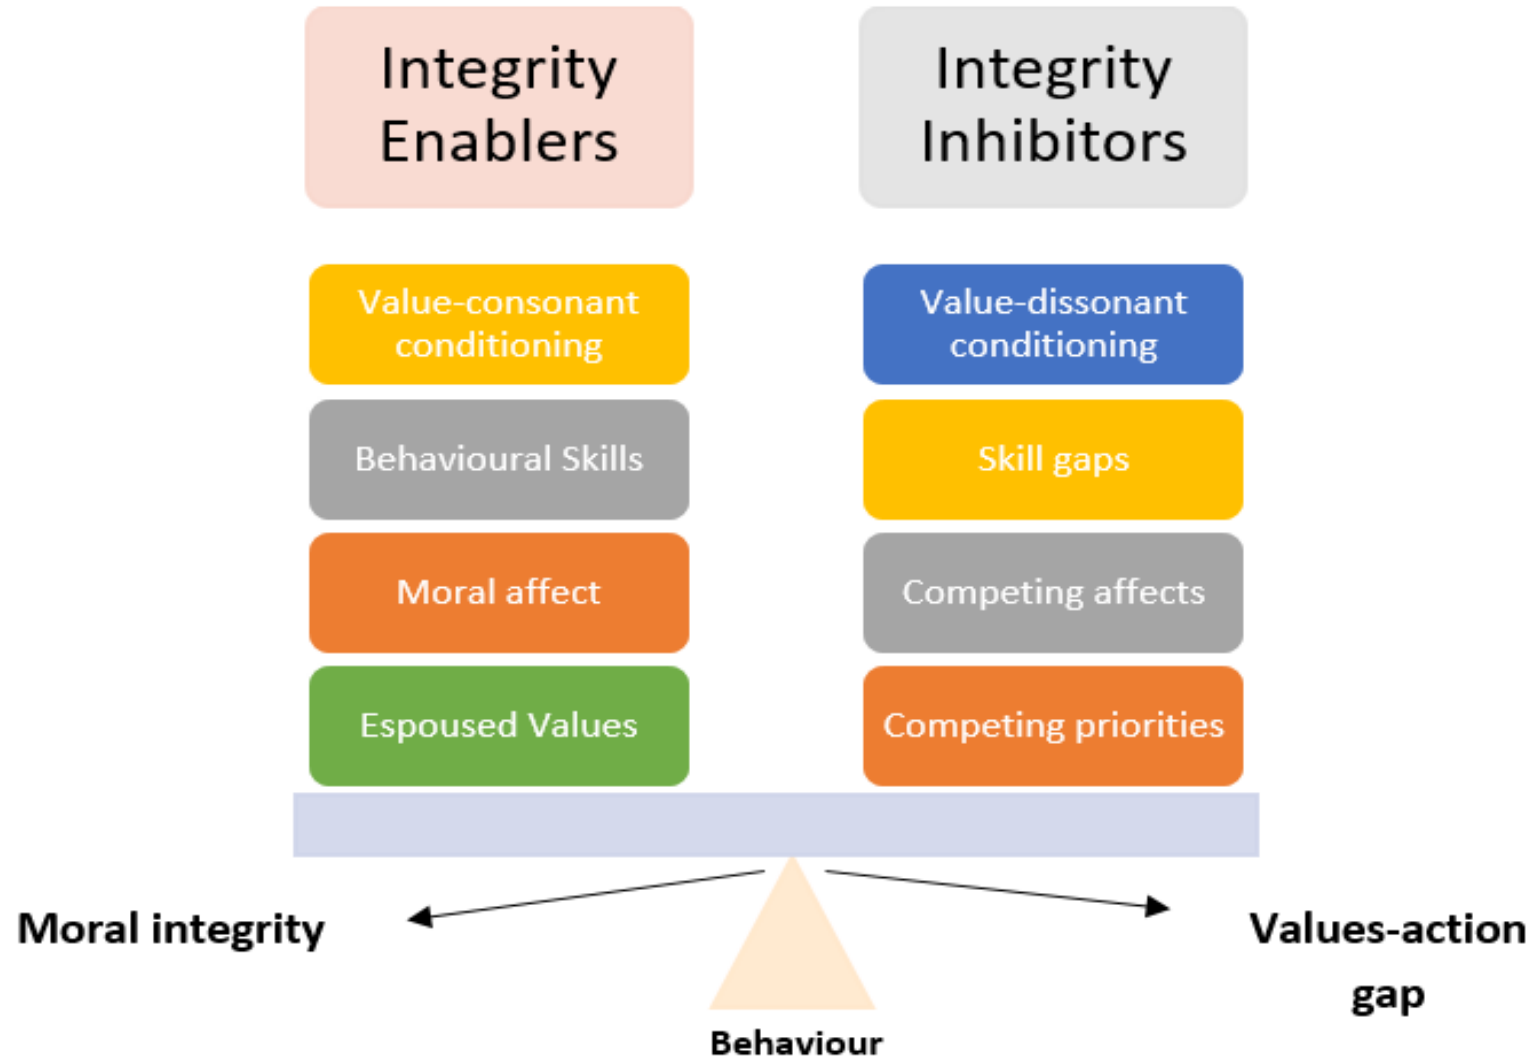 Integrity
Enablers
Integrity
Inhibitors
Value-consonant
conditioning
Value-dissonant
conditioning
Behavioural Skills
Skill gaps
Moral affect
Competing affects
Espoused Values
Competing priorities
Moral integrity
Values-action
gap
Behaviour